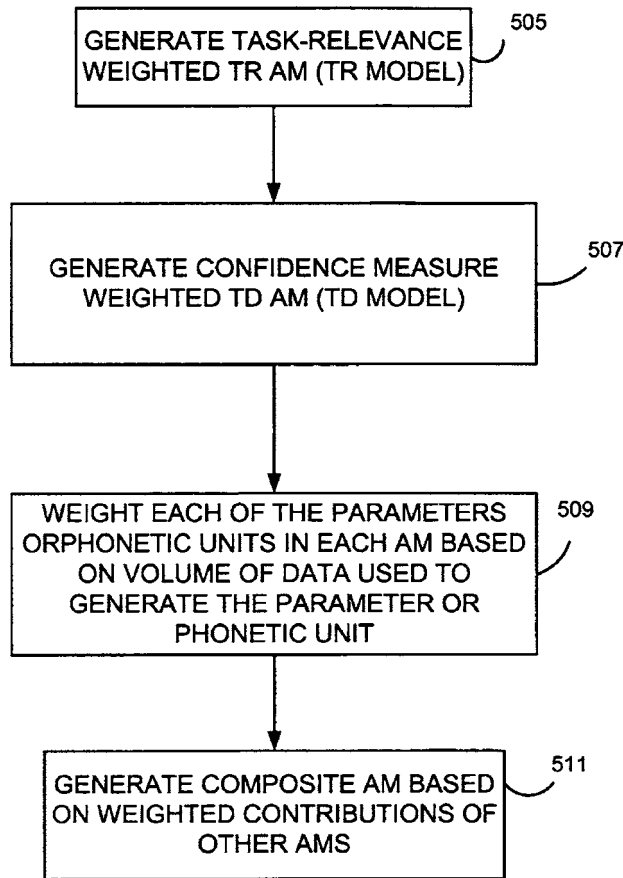 GENERATE TASK-RELEVANCE
WEIGHTED TR AM (TR MODEL)
505
GENERATE CONFIDENCE MEASURE
WEIGHTED TD AM (TD MODEL)
507
WEIGHT EACH OF THE PARAMETERS
ORPHONETIC UNITS IN EACH AM BASED
ON VOLUME OF DATA USED TO
GENERATE THE PARAMETER OR
PHONETIC UNIT
509
GENERATE COMPOSITE AM BASED
ON WEIGHTED CONTRIBUTIONS OF
OTHER AMS
511